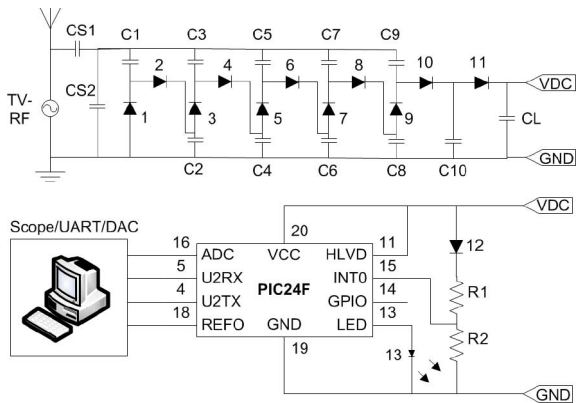 CS1 C1 C3 C5 C7 C9
2 4 6 8 10 11
VDC
TV-
RF
CS2
1 3 5 7 9 CL
GND
C2 C4 C6 C8 C10
VDC
Scope/UART/DAC
20
16 ADC VCC HLVD 11 12
5 U2RX INT0 15
PIC24F
R1
4 U2TX GPIO 14
18 REFO GND LED 13
R2
19 13
GND